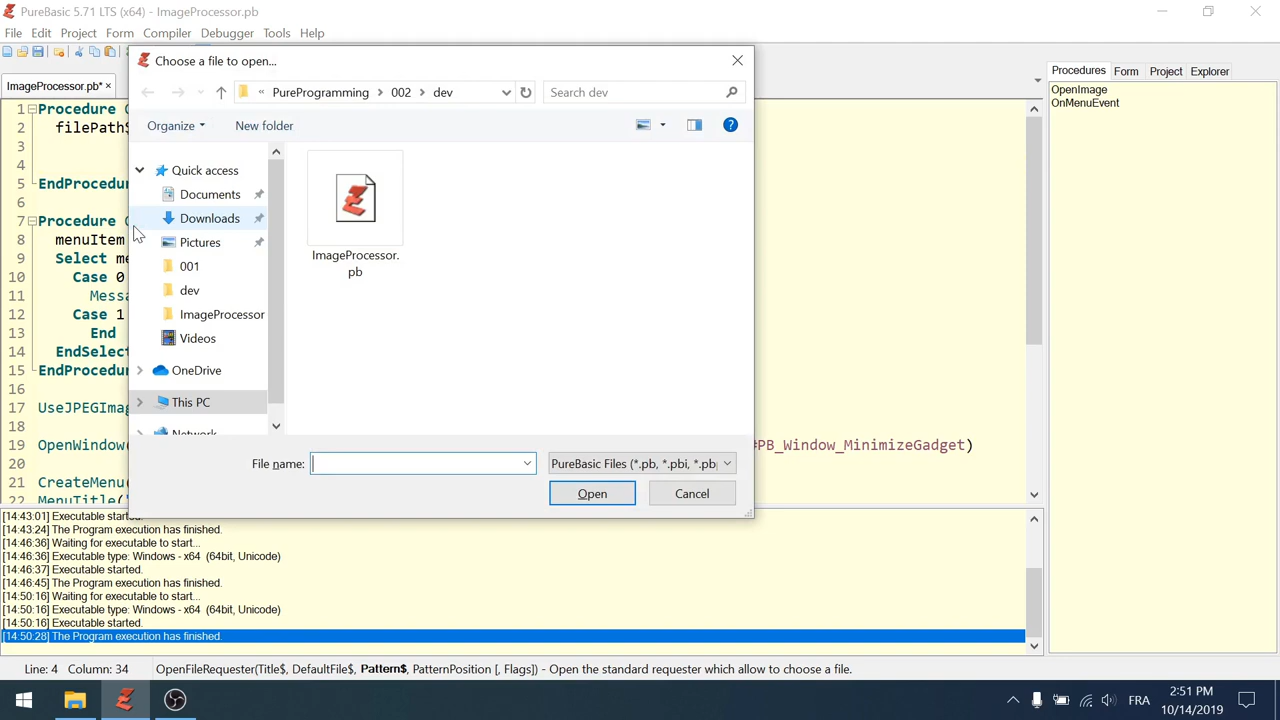 PureBasic 5.71 LTS (x64) - ImageProcessor.pb
File Edit Project Form Compiler Debugger Tools Help
ImageProcessor.pb* ×
Choose a file to open...
« PureProgramming > 002 > dev
Search dev
Organize
New folder
Quick access
Documents
Downloads
Pictures
001
dev
ImageProcessor
Videos
OneDrive
This PC
Network
ImageProcessor.
pb
File name:
PureBasic Files (*.pb, *.pbi, *.pb
Open
Cancel
1 Procedure
2 filePath$
3
4
5 EndProcedur
6
7 Procedure
8 menuItem
9 Select me
10 Case 0
11 Messa
12 Case 1
13 End
14 EndSelect
15 EndProcedur
16
17 UseJPEGImag
18
19 OpenWindow( #PB_Window_MinimizeGadget)
20
21 CreateMenu(
22 MenuTitle("
Procedures Form Project Explorer
OpenImage
OnMenuEvent
[14:43:01] Executable started.
[14:43:24] The Program execution has finished.
[14:46:36] Waiting for executable to start...
[14:46:36] Executable type: Windows - x64 (64bit, Unicode)
[14:46:37] Executable started.
[14:46:45] The Program execution has finished.
[14:50:16] Waiting for executable to start...
[14:50:16] Executable type: Windows - x64 (64bit, Unicode)
[14:50:16] Executable started.
[14:50:28] The Program execution has finished.
Line: 4 Column: 34 OpenFileRequester(Title$, DefaultFile$, Pattern$, PatternPosition [, Flags]) - Open the standard requester which allow to choose a file.
FRA
2:51 PM
10/14/2019